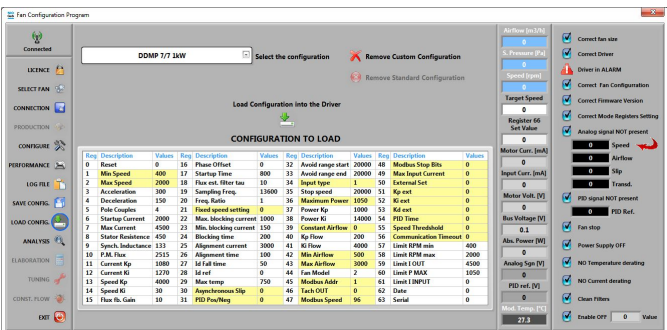 Fan Configuration Program
Connected
LICENCE
SELECT FAN
CONNECTION
PRODUCTION
CONFIGURE
PERFORMANCE
LOG FILE
SAVE CONFIG.
LOAD CONFIG.
ANALYSIS
ELABORATION
TUNING
CONST. FLOW
EXIT
DDMP 7/7 1kW
Select the configuration
Remove Custom Configuration
Remove Standard Configuration
Load Configuration into the Driver
CONFIGURATION TO LOAD
Reg Description Values Reg Description Values Reg Description Values Reg Description Values
0 Reset 0 16 Phase Offset 0 32 Avoid range start 20000 48 Modbus Stop Bits 0
1 Min Speed 400 17 Startup Time 800 33 Avoid range end 20000 49 Max Input Current 0
2 Max Speed 2000 18 Flux est. filter tau 10 34 Input type 1 50 External Set 0
3 Acceleration 300 19 Sampling Freq. 13600 35 Stop speed 20000 51 Kp ext 0
4 Deceleration 150 20 Freq. Ratio 1 36 Maximum Power 1050 52 Ki ext 0
5 Pole Couples 4 21 Fixed speed setting 0 37 Power Kp 1000 53 Kd ext 0
6 Startup Current 2000 22 Max. blocking current 1000 38 Power Ki 14000 54 PID Time 0
7 Max Current 4500 23 Min. blocking current 150 39 Constant Airflow 0 55 Speed Thredshold 0
8 Stator Resistance 450 24 Blocking time 200 40 Kp Flow 200 56 Communication Timeout 0
9 Synch. Inductance 133 25 Alignment current 3000 41 Ki Flow 4000 57 Limit RPM min 400
10 P.M. Flux 2515 26 Alignment time 100 42 Min Airflow 500 58 Limit RPM max 2000
11 Current Kp 1080 27 Id Fall time 50 43 Max Airflow 3000 59 Limit I OUT 4500
12 Current Ki 1270 28 Id ref 0 44 Fan Model 2 60 Limit P MAX 1050
13 Speed Kp 4000 29 Max temp 750 45 Modbus Addr 1 61 Limit I INPUT 0
14 Speed Ki 30 30 Asynchronous Slip 0 46 Tach OUT 0 62 Date 0
15 Flux fb. Gain 10 31 PID Pos/Neg 0 47 Modbus Speed 96 63 Serial 0
Airflow [m3/h]
0
S. Pressure [Pa]
0
Speed [rpm]
0
Target Speed
0
Register 66
Set Value
0
Motor Curr. [mA]
0
Input Curr. [mA]
0
Motor Volt. [V]
0
Bus Voltage [V]
0.1
Abs. Power [W]
0
Analog Spo [V]
0
PID ref. [V]
0
Mod. Temp. [°C]
27.3
Correct fan size
Correct Driver
Driver in ALARM
Correct Fan Configuration
Correct Firmware Version
Correct Mode Registers Setting
Analog signal NOT present
0 Speed
0 Airflow
0 Slip
0 Transd.
PID signal NOT present
0 PID Ref.
Fan stop
Power Supply OFF
NO Temperature derating
NO Current derating
Clean Filters
Enable OFF 0 Value